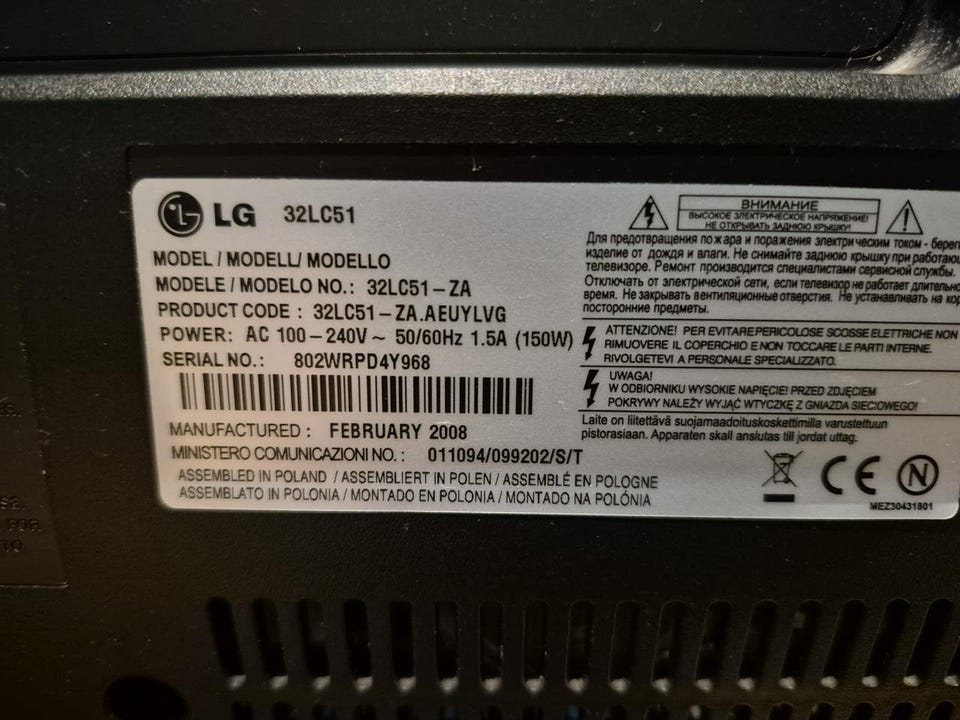 LG 32LC51
MODEL / MODELL/ MODELLO
MODELE / MODELO NO.: 32LC51-ZA
PRODUCT CODE : 32LC51-ZA.AEUYLVG
POWER: AC 100-240V ~ 50/60Hz 1.5A (150W)
SERIAL NO.: 802WRPD4Y968
MANUFACTURED : FEBRUARY 2008
MINISTERO COMUNICAZIONI NO.: 011094/099202/S/T
ASSEMBLED IN POLAND / ASSEMBLIERT IN POLEN / ASSEMBLÉ EN POLOGNE
ASSEMBLATO IN POLONIA / MONTADO EN POLONIA / MONTADO NA POLÓNIA
ВНИМАНИЕ
ВЫСОКОЕ ЭЛЕКТРИЧЕСКОЕ НАПРЯЖЕНИЕ!
НЕ ОТКРЫВАТЬ ЗАДНЮЮ КРЫШКУ!
Для предотвращения пожара и поражения электрическим током -
изделие от дождя и влаги. Не снимайте заднюю крышку при
телевизоре. Ремонт производится специалистами сервисной службы.
Отключать от электрической сети, если телевизор не работает
время. Не закрывать вентиляционные отверстия. Не устанавливать на
посторонние предметы.
ATTENZIONE! PER EVITARE PERICOLOSE SCOSSE ELETTRICHE NON
RIMUOVERE IL COPERCHIO E NON TOCCARE LE PARTI INTERNE.
RIVOLGETEVI A PERSONALE SPECIALIZZATO.
UWAGA!
W ODBIORNIKU WYSOKIE NAPIĘCIE! PRZED ZDJĘCIEM
POKRYWY NALEŻY WYJĄĆ WTYCZKĘ Z GNIAZDA SIECIOWEGO!
Laite on liitettävä suojamaadoituskoskettimilla varustettuun
pistorasiaan. Apparaten skall anslutas till jordat uttag.
CE N
MEZ30431801